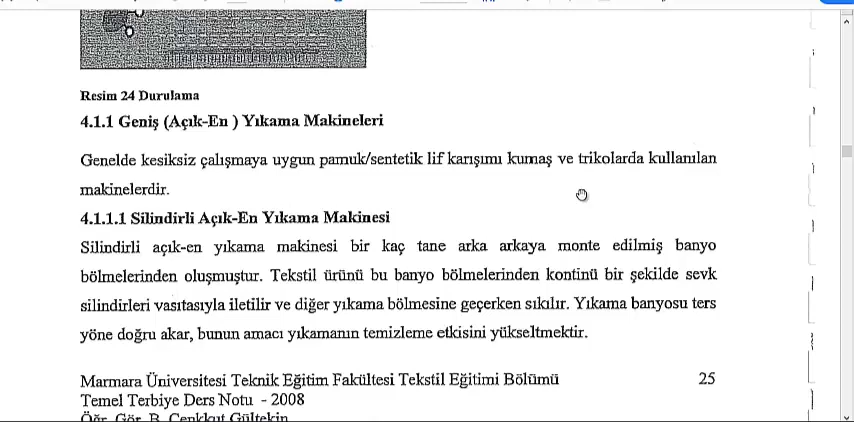 Resim 24 Durulama
4.1.1 Geniş (Açık-En ) Yıkama Makineleri
Genelde kesiksiz çalışmaya uygun pamuk/sentetik lif karışımı kumaş ve trikolarda kullanılan
makinelerdir.
4.1.1.1 Silindirli Açık-En Yıkama Makinesi
Silindirli açık-en yıkama makinesi bir kaç tane arka arkaya monte edilmiş banyo
bölmelerinden oluşmuştur. Tekstil ürünü bu banyo bölmelerinden kontinü bir şekilde sevk
silindirleri vasıtasıyla iletilir ve diğer yıkama bölmesine geçerken sıkılır. Yıkama banyosu ters
yöne doğru akar, bunun amacı yıkamanın temizleme etkisini yükseltmektir.
Marmara Üniversitesi Teknik Eğitim Fakültesi Tekstil Eğitimi Bölümü 25
Temel Terbiye Ders Notu - 2008
Öğr. Gör. B. Cenkkut Gültekin